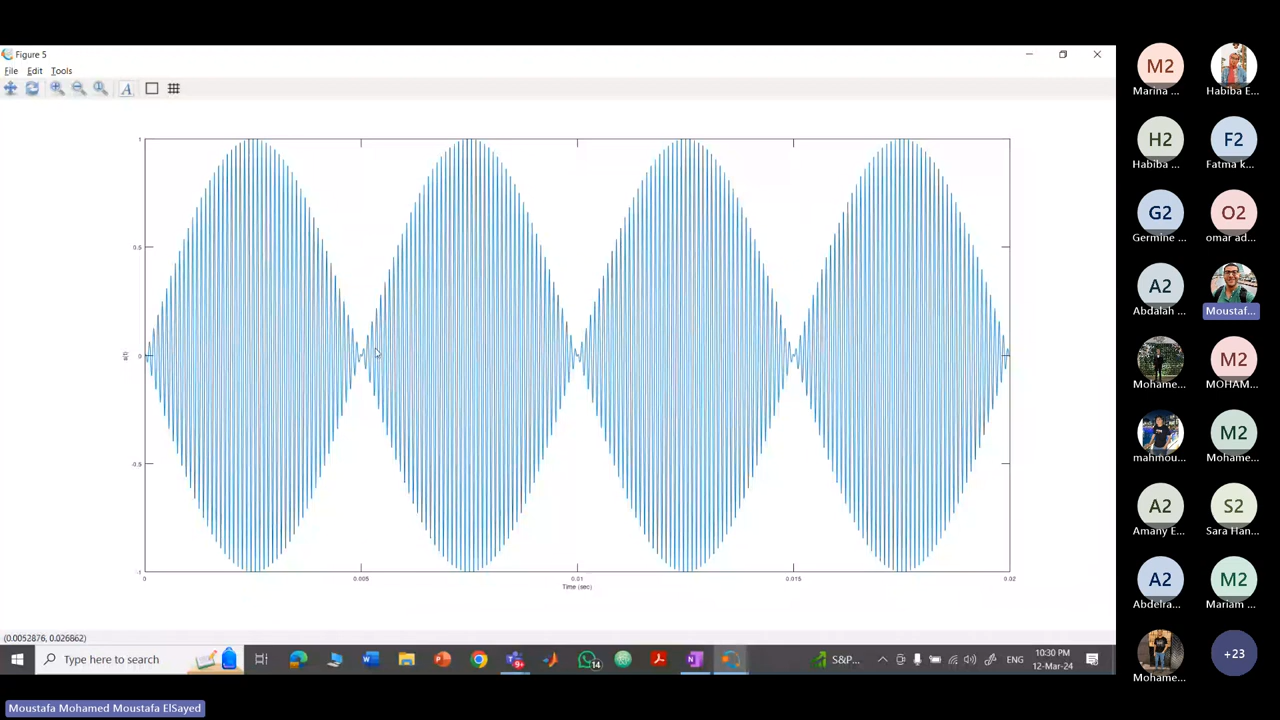 Figure 5
File Edit Tools
A
1
0.5
0
-0.5
-1
s(t)
0 0.005 0.01 0.015 0.02
Time (sec)
(0.0052876, 0.026862)
Type here to search
9+
14
S&P...
ENG
10:30 PM
12-Mar-24
M2
Marina ...
Habiba E...
H2
Habiba ...
F2
Fatma k...
G2
Germine ...
O2
omar ad...
A2
Abdalah ...
Moustaf...
Mohame...
M2
MOHAM...
mahmou...
M2
Mohame...
A2
Amany E...
S2
Sara Han...
A2
Abdelra...
M2
Mariam ...
Mohame...
+23
Moustafa Mohamed Moustafa ElSayed